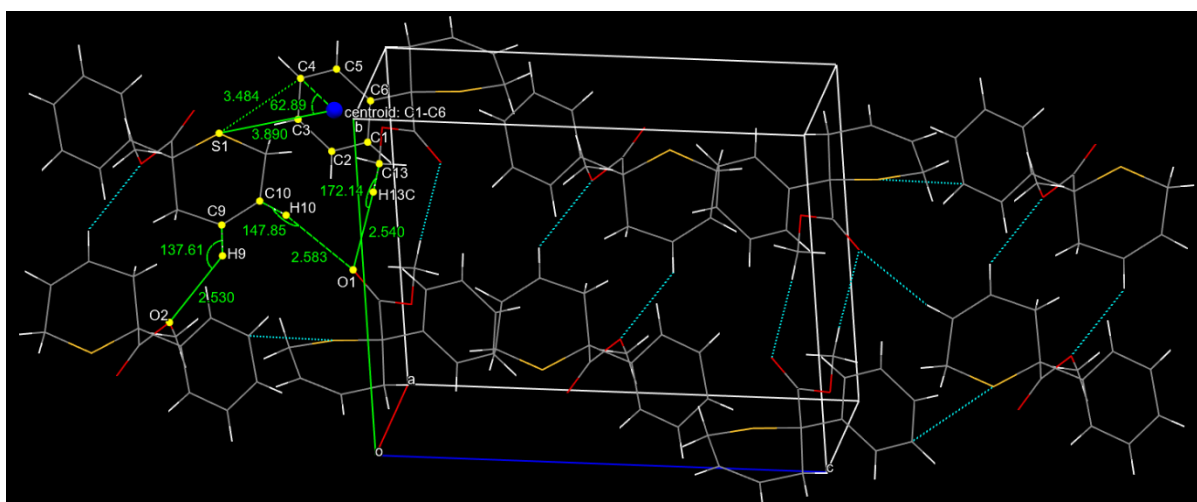 C4
C5
3.484
62.89
C6
centroid: C1-C6
C3
b
S1
3.890
C1
C2
C13
172.14
H13C
C10
H10
C9
147.85
2.540
137.61
H9
2.583
O1
2.530
O2
a
o
c